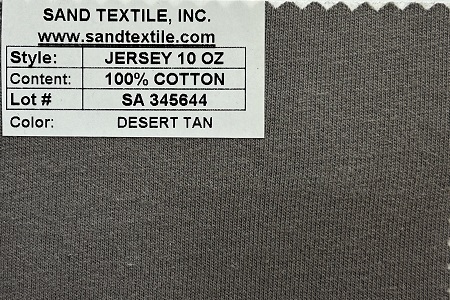 SAND TEXTILE, INC.
www.sandtextile.com
Style: JERSEY 10 OZ
Content: 100% COTTON
Lot # SA 345644
Color: DESERT TAN